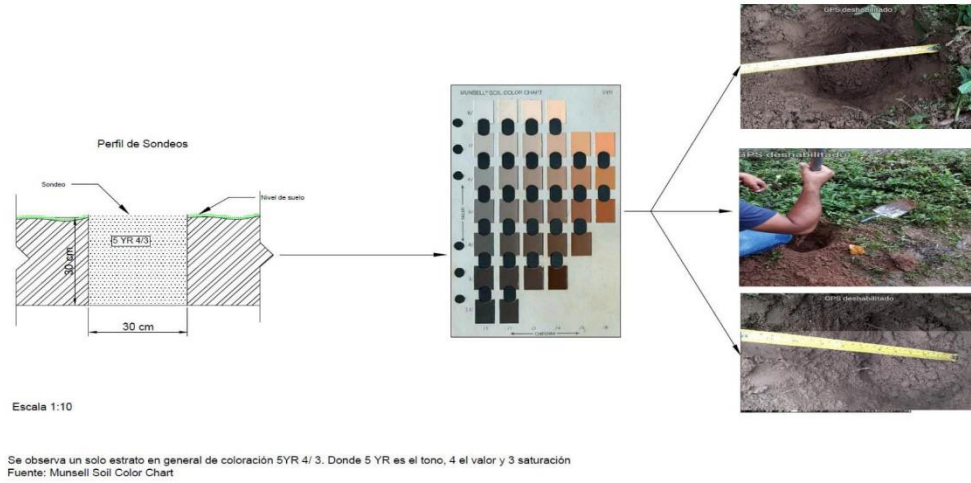 Perfil de Sondeos
Sondeo
Nivel de suelo
5 YR 4/3
30 cm
30 cm
Escala 1:10
MUNSELL® SOIL COLOR CHART
VALUE
CHROMA
GPS deshabilitado
GPS deshabilitado
GPS deshabilitado
Se observa un solo estrato en general de coloración 5YR 4/ 3. Donde 5 YR es el tono, 4 el valor y 3 saturación
Fuente: Munsell Soil Color Chart